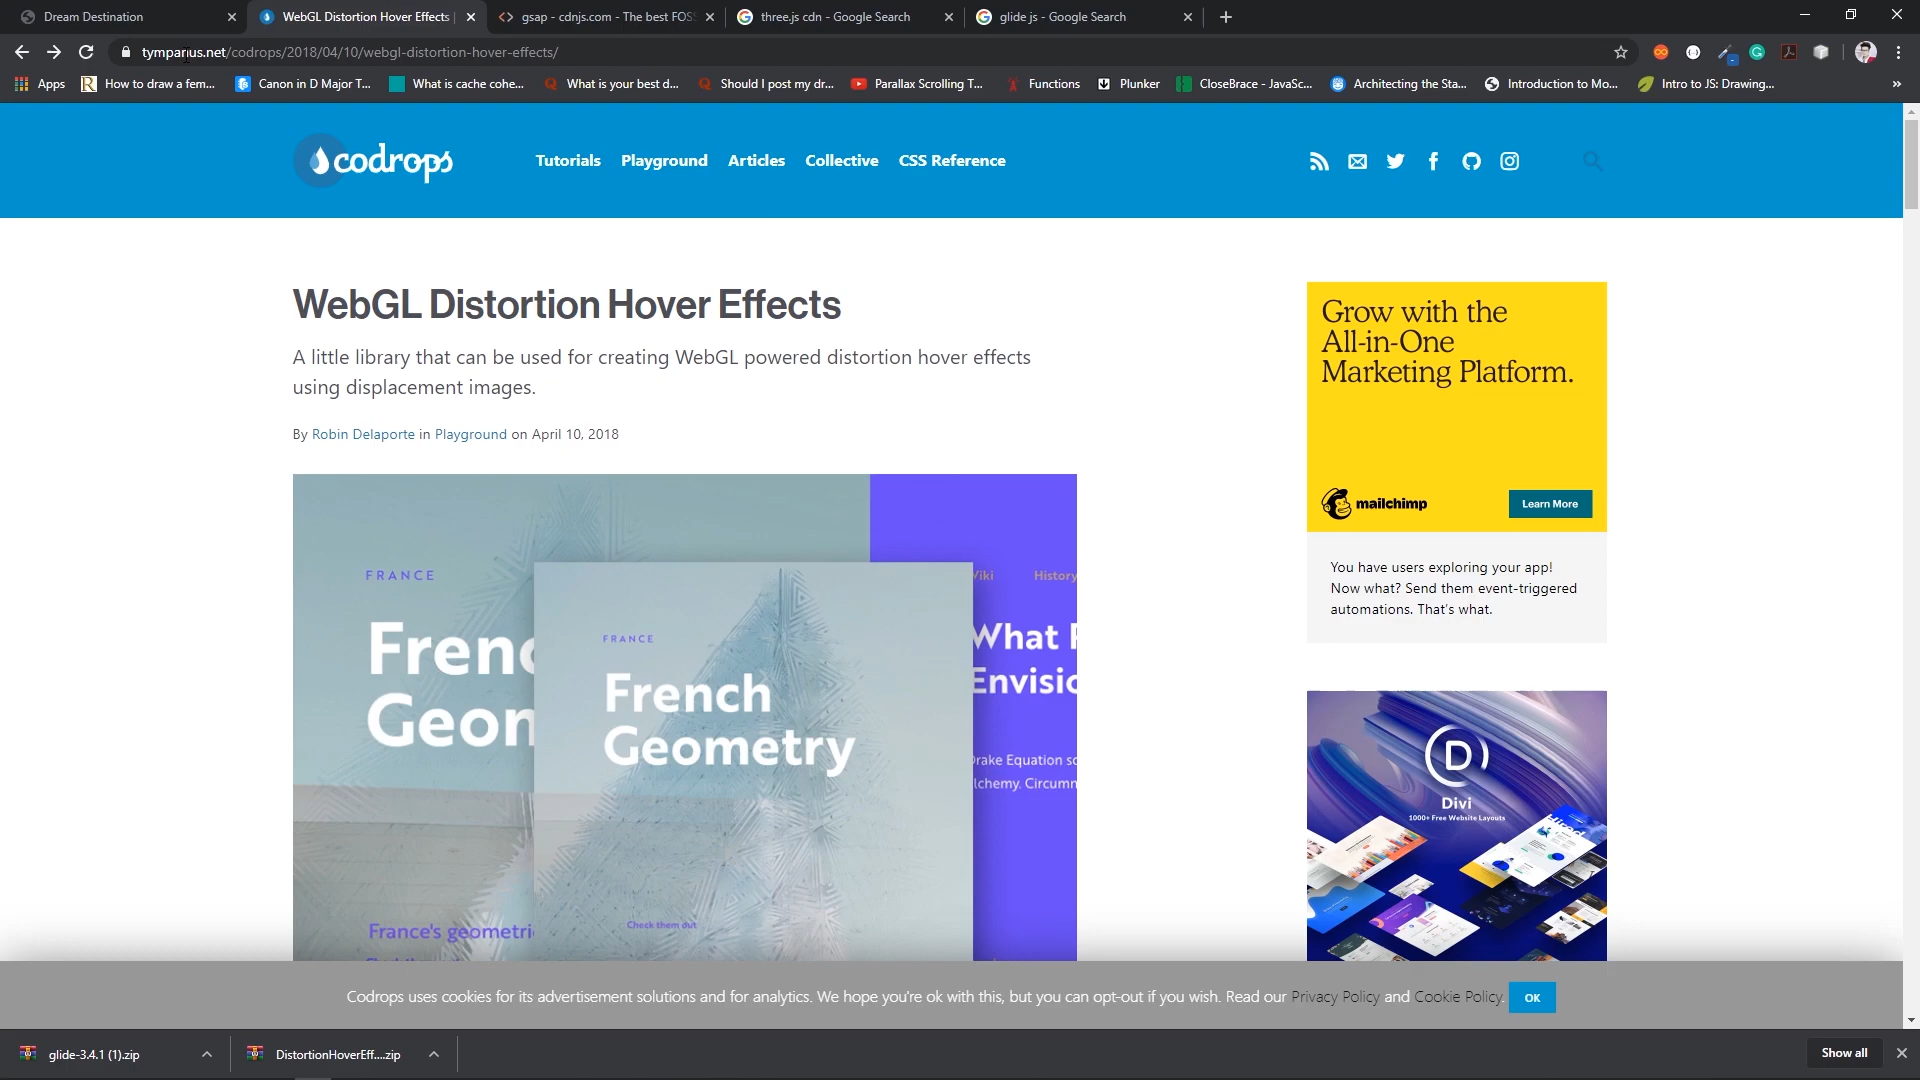 Dream Destination
WebGL Distortion Hover Effects |
gsap - cdnjs.com - The best FOSS
three.js cdn - Google Search
glide js - Google Search
tympanus.net/codrops/2018/04/10/webgl-distortion-hover-effects/
Apps
How to draw a fem...
Canon in D Major T...
What is cache cohe...
What is your best d...
Should I post my dr...
Parallax Scrolling T...
Functions
Plunker
CloseBrace - JavaSc...
Architecting the Sta...
Introduction to Mo...
Intro to JS: Drawing...
codrops
Tutorials
Playground
Articles
Collective
CSS Reference
WebGL Distortion Hover Effects
A little library that can be used for creating WebGL powered distortion hover effects
using displacement images.
By Robin Delaporte in Playground on April 10, 2018
FRANCE
Frenc
Geon
France's geometri
FRANCE
French
Geometry
Check them out
Viki
History
What
Envisio
Drake Equation sc
lchemy. Circumn
Grow with the
All-in-One
Marketing Platform.
mailchimp
Learn More
You have users exploring your app!
Now what? Send them event-triggered
automations. That's what.
D
Divi
1000+ Free Website Layouts
Codrops uses cookies for its advertisement solutions and for analytics. We hope you're ok with this, but you can opt-out if you wish. Read our Privacy Policy and Cookie Policy.
OK
glide-3.4.1 (1).zip
DistortionHoverEff....zip
Show all